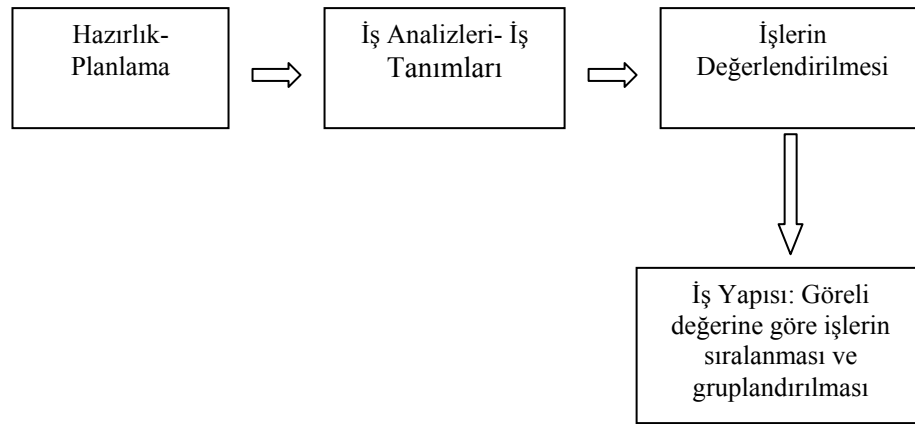 Hazırlık-
Planlama
İş Analizleri- İş
Tanımları
İşlerin
Değerlendirilmesi
İş Yapısı: Göreli
değerine göre işlerin
sıralanması ve
gruplandırılması